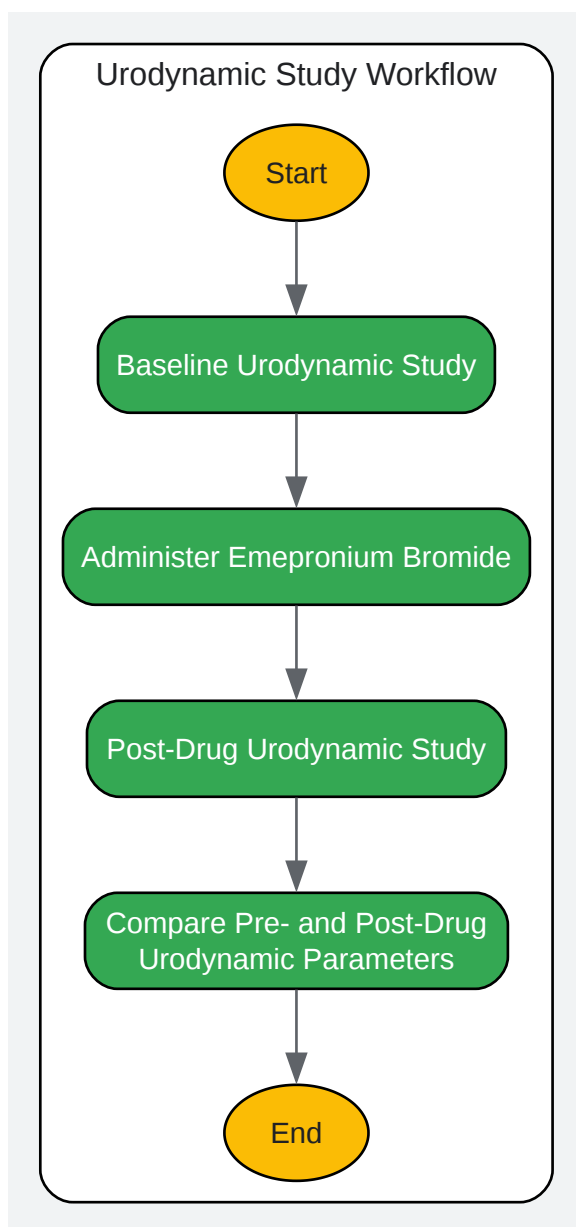 Urodynamic Study Workflow
Start
Baseline Urodynamic Study
Administer Emepronium Bromide
Post-Drug Urodynamic Study
Compare Pre- and Post-Drug
Urodynamic Parameters
End